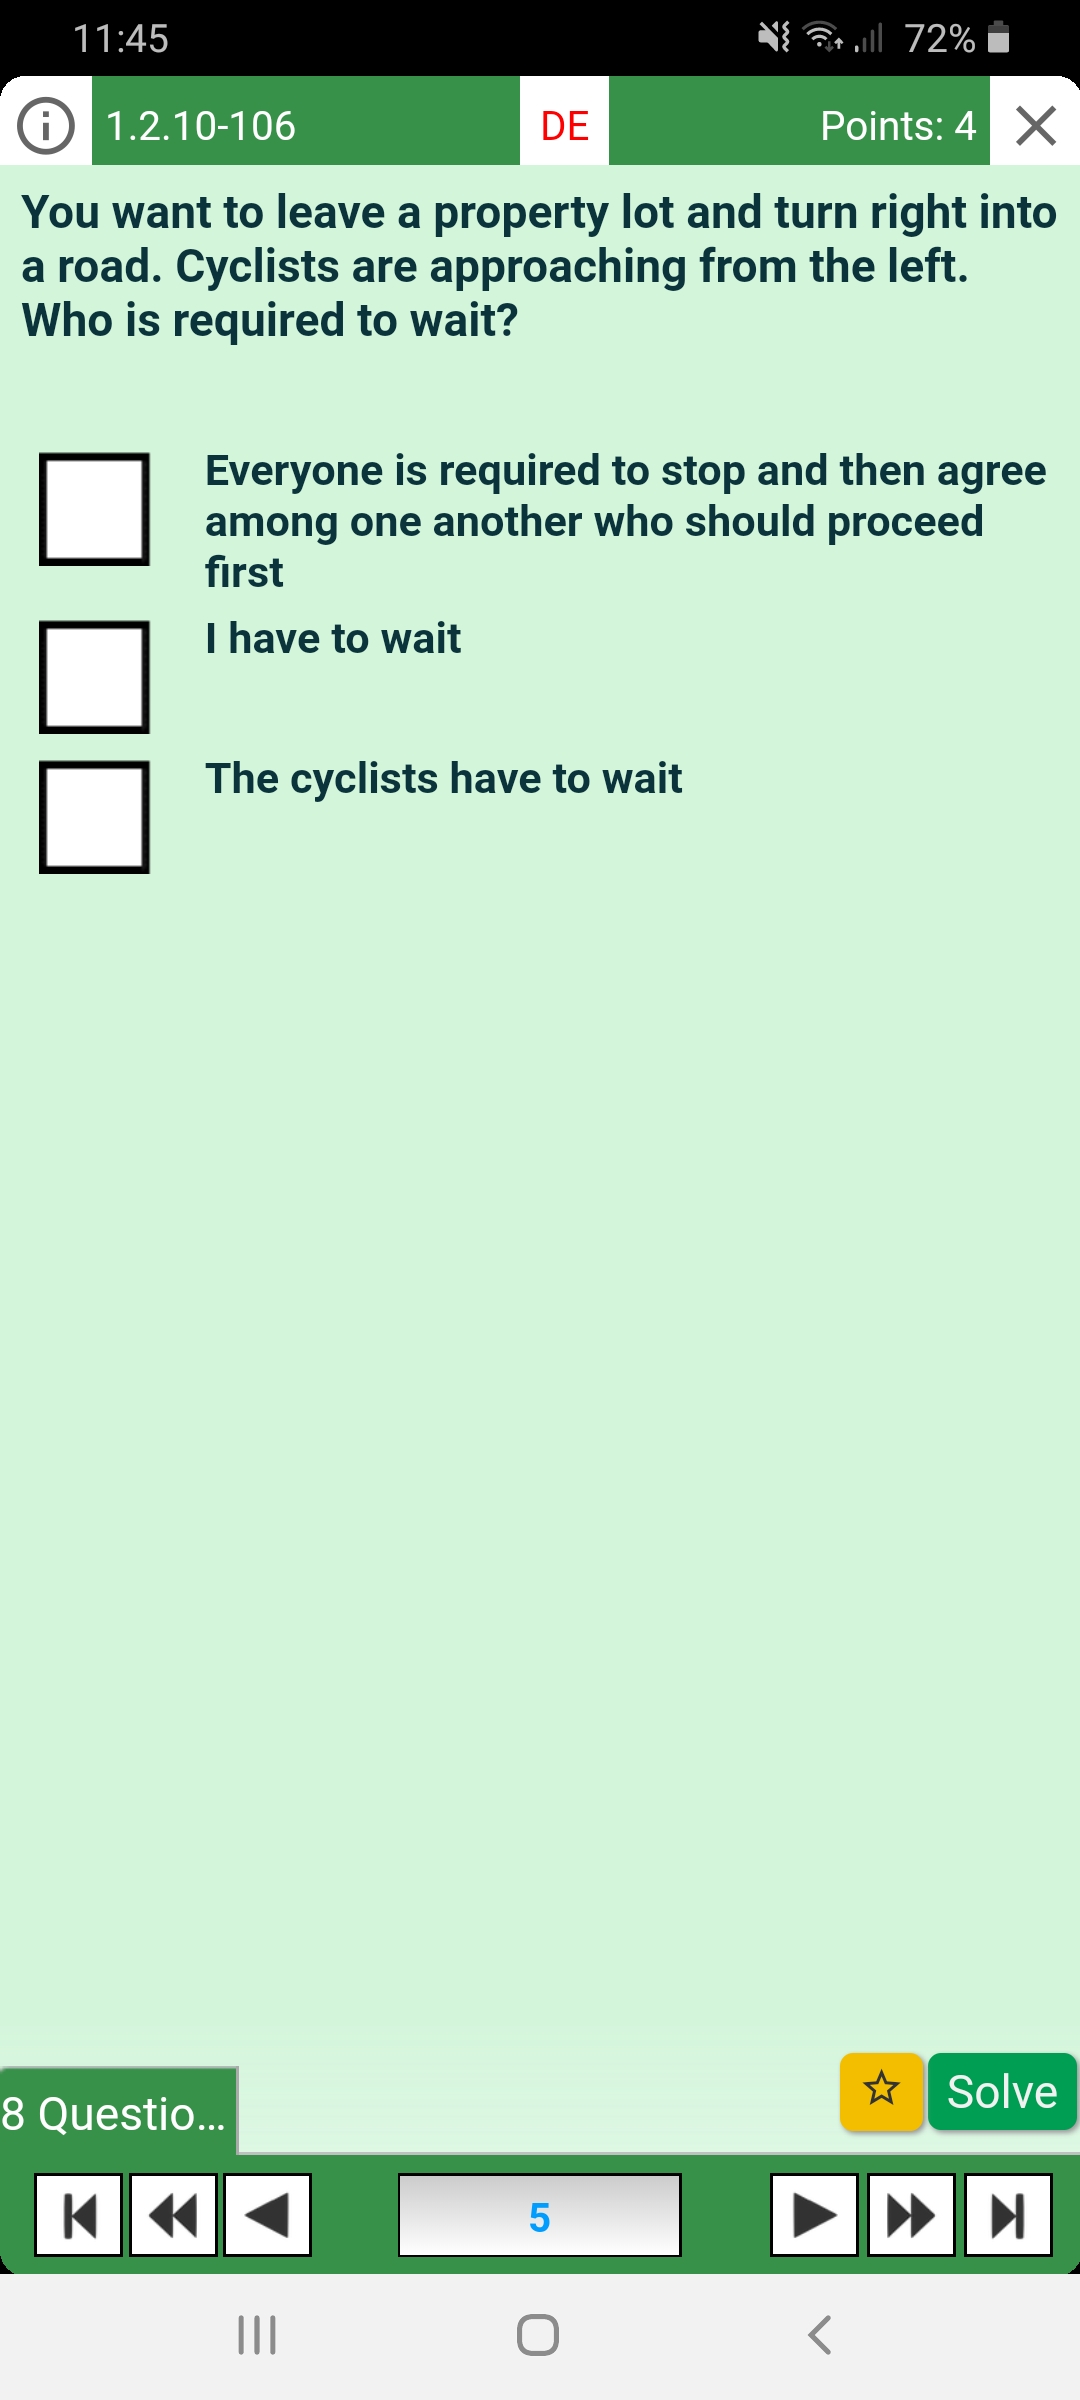 11:45
72%
1.2.10-106
DE
Points: 4
You want to leave a property lot and turn right into
a road. Cyclists are approaching from the left.
Who is required to wait?
Everyone is required to stop and then agree
among one another who should proceed
first
I have to wait
The cyclists have to wait
8 Questio...
Solve
5